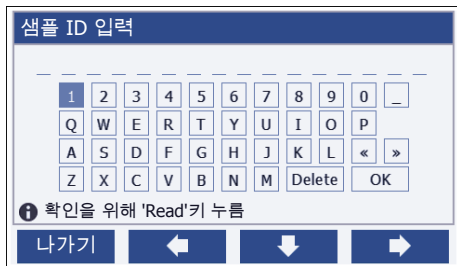 샘플 ID 입력
1 2 3 4 5 6 7 8 9 0 _
Q W E R T Y U I O P
A S D F G H J K L « »
Z X C V B N M Delete OK
확인을 위해 'Read'키 누름
나가기